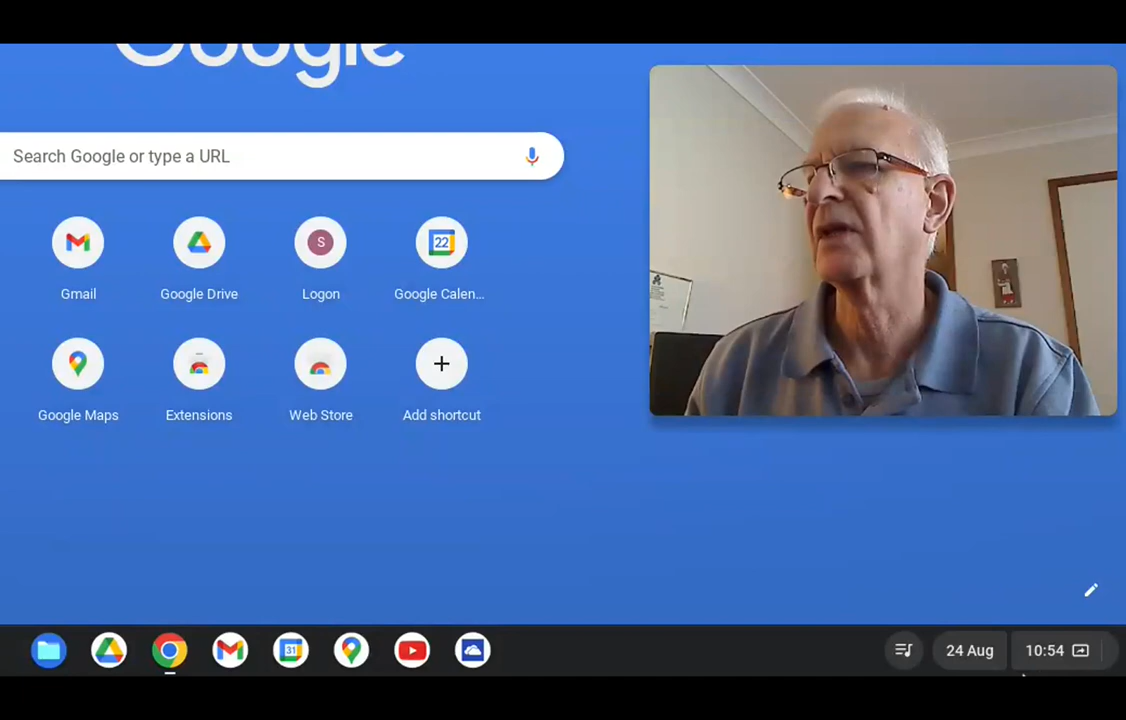 Google
Search Google or type a URL
S
22
Gmail
Google Drive
Logon
Google Calen...
Google Maps
Extensions
Web Store
Add shortcut
31
24 Aug
10:54